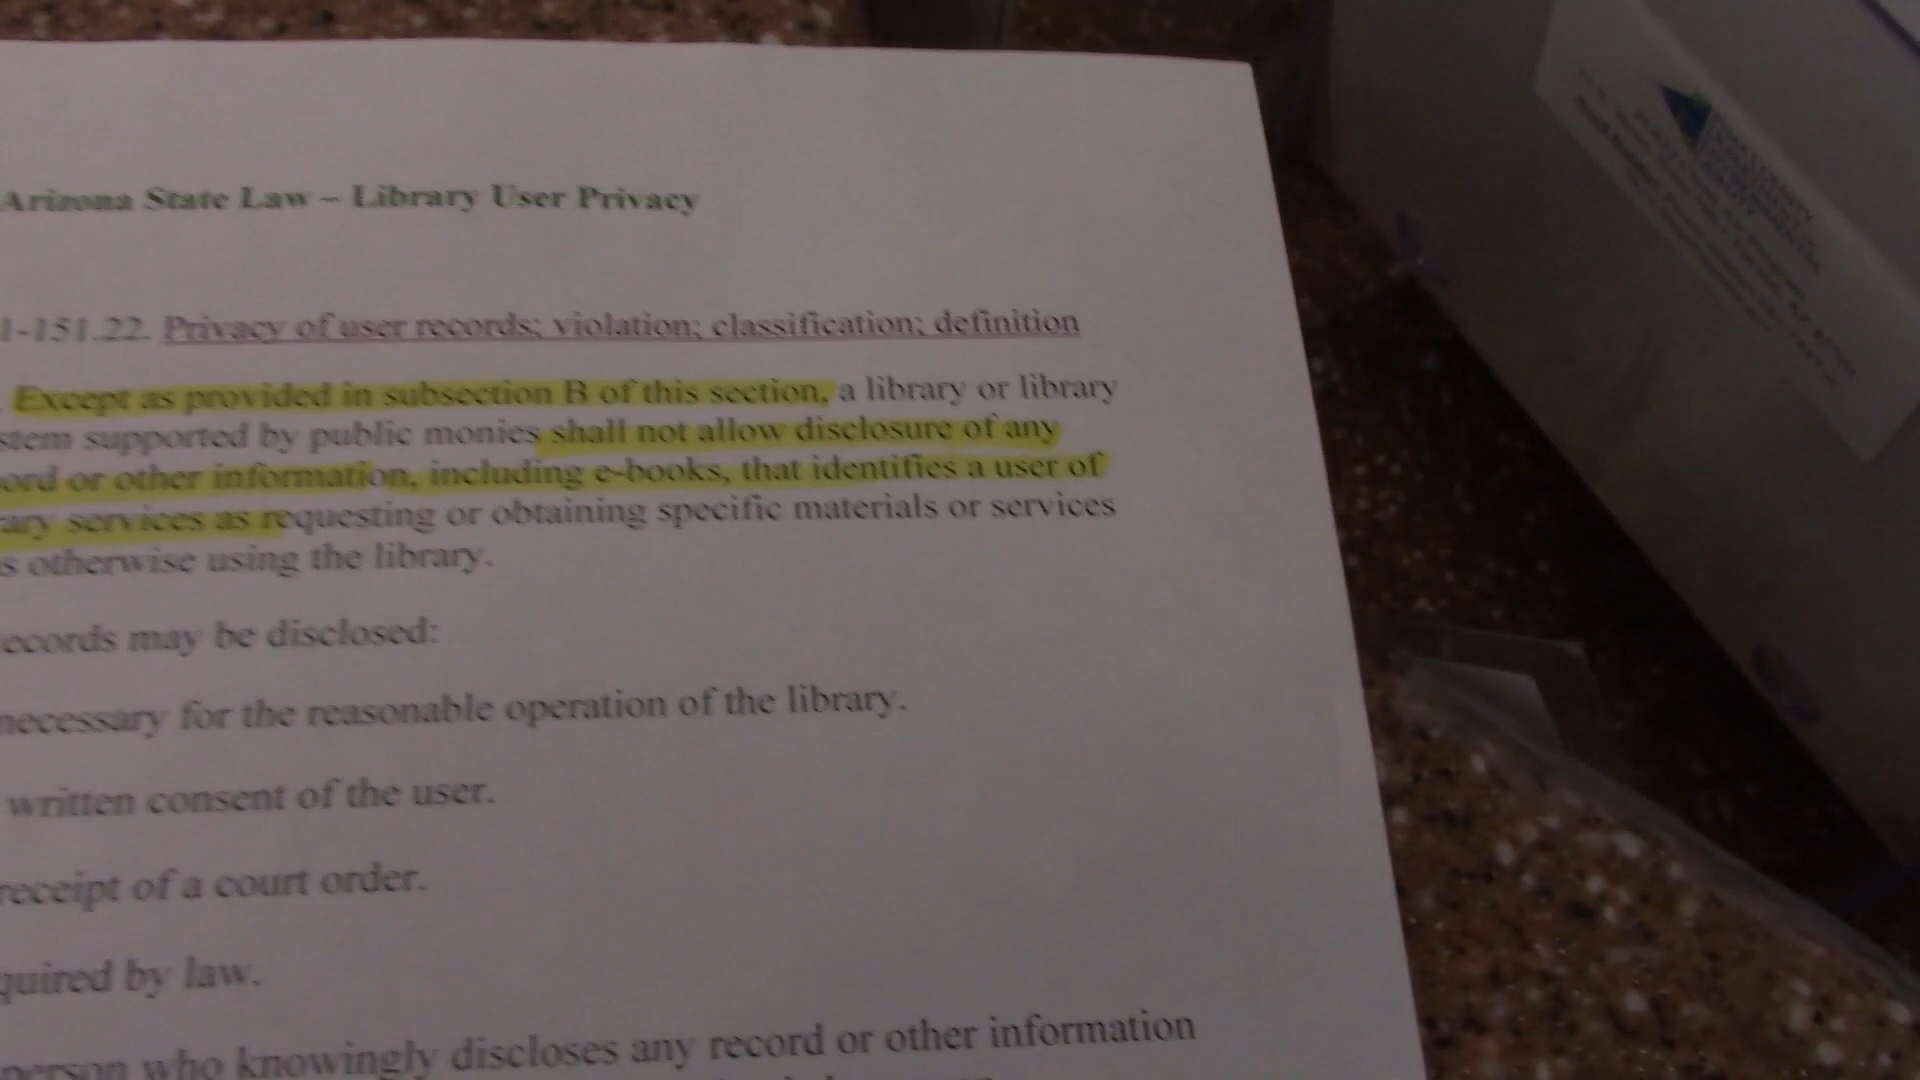 Arizona State Law – Library User Privacy
1-151.22. Privacy of user records; violation; classification; definition
. Except as provided in subsection B of this section, a library or library
stem supported by public monies shall not allow disclosure of any
ord or other information, including e-books, that identifies a user of
ary services as requesting or obtaining specific materials or services
s otherwise using the library.
ecords may be disclosed:
necessary for the reasonable operation of the library.
written consent of the user.
receipt of a court order.
quired by law.
person who knowingly discloses any record or other information